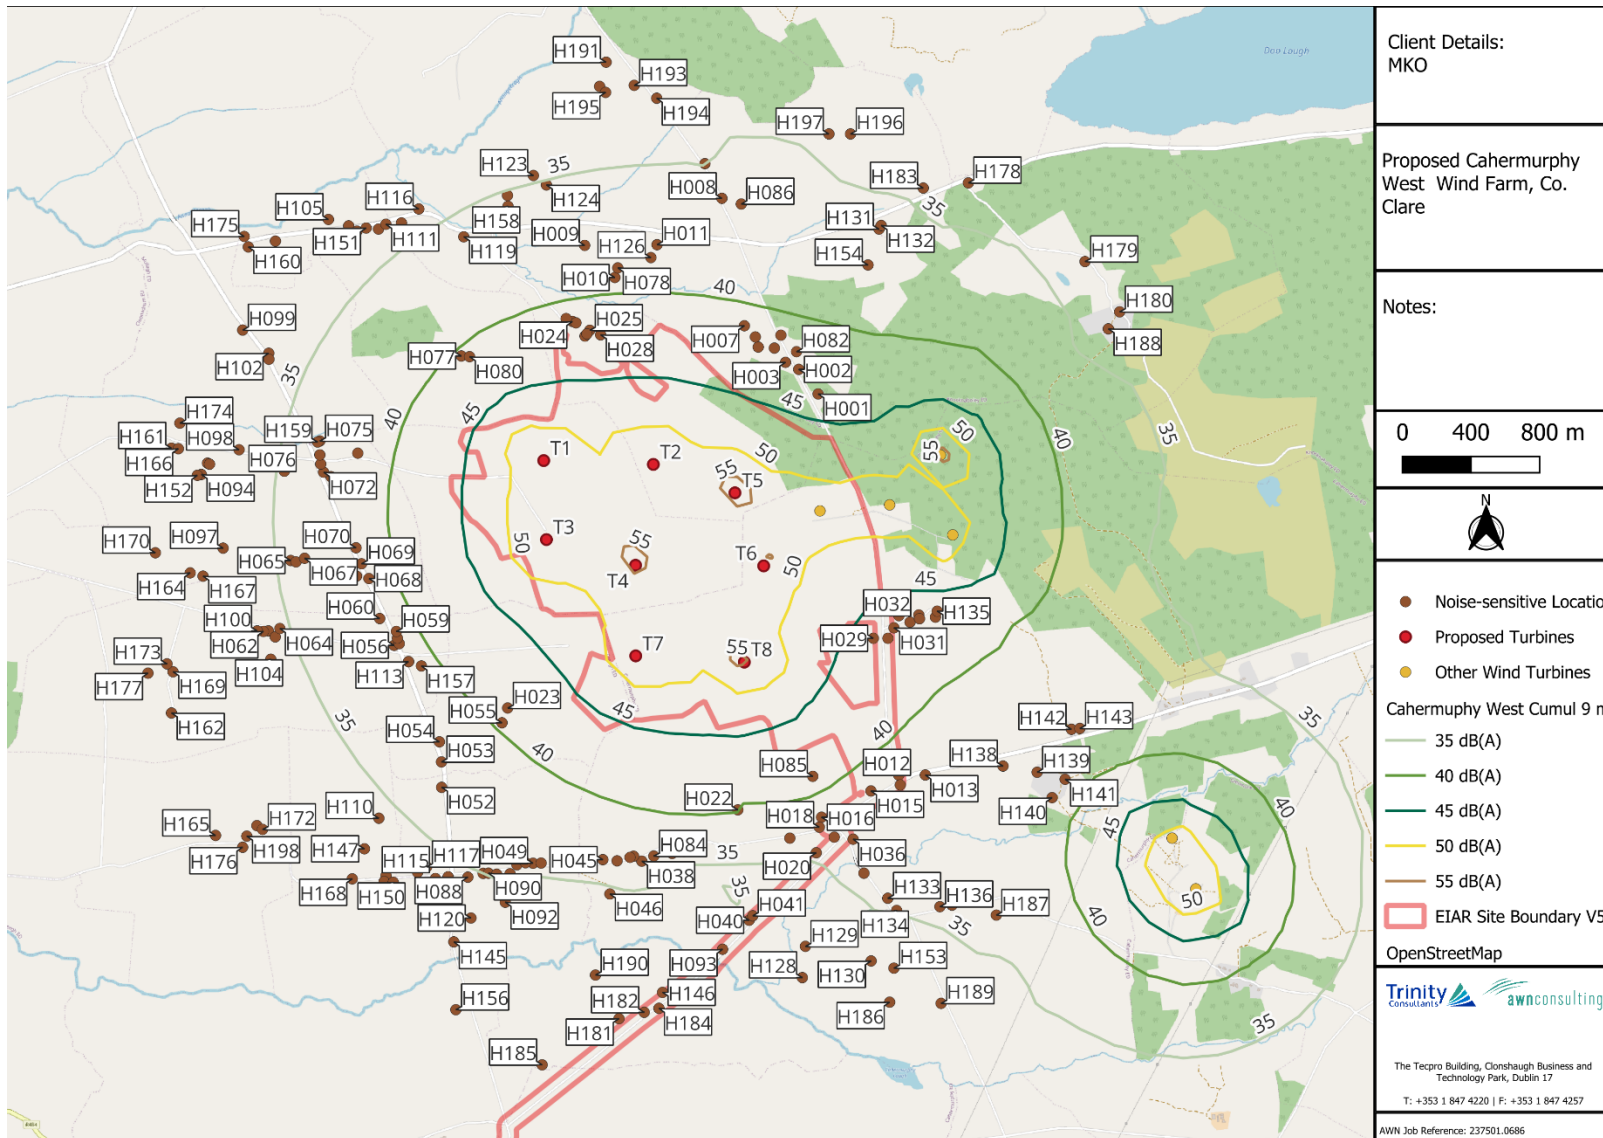 H191
H193
H195
H194
Doo Lough
H197
H196
H123
35
H124
H008
H086
H183
H178
35
H116
H105
H158
H175
H151
H111
H160
H119
H009
H126
H011
H131
H132
H154
H179
H010
H078
40
H180
H188
H099
H024
H025
H028
H007
H082
H102
H077
H080
H003
H002
35
45
45
H001
40
H174
H159
H075
40
35
H161
H098
H166
H076
H152
H094
H072
T1
T2
50
50
55
55
T5
H170
H097
H070
H069
H065
H067
H068
H164
H167
T3
50
55
T4
T6
50
45
H060
H059
H032
H135
H100
H062
H064
H056
H029
H031
H173
H104
H113
H157
T7
55
T8
H177
H169
H162
H023
H055
45
35
H054
40
40
H142
H143
H053
H138
H012
H085
H139
H013
H052
H022
H015
H140
H141
40
H110
H018
H016
H165
H172
45
H176
H198
H147
H115
H117
H049
H045
H084
35
H020
H036
H168
H150
H088
H090
H038
H133
H136
H187
50
H120
H092
H046
35
H041
H040
H134
35
40
H145
H129
H190
H093
H128
H130
H153
H156
H182
H146
H184
H186
H189
H181
35
H185
Client Details:
MKO
Proposed Cahermurphy
West Wind Farm, Co.
Clare
Notes:
0 400 800 m
N
Noise-sensitive Locatio
Proposed Turbines
Other Wind Turbines
Cahermuphy West Cumul 9 m
35 dB(A)
40 dB(A)
45 dB(A)
50 dB(A)
55 dB(A)
EIAR Site Boundary V5
OpenStreetMap
Trinity
Consultants
awnconsulting
The Tecpro Building, Clonshaugh Business and
Technology Park, Dublin 17
T: +353 1 847 4220 | F: +353 1 847 4257
AWN Job Reference: 237501.0686